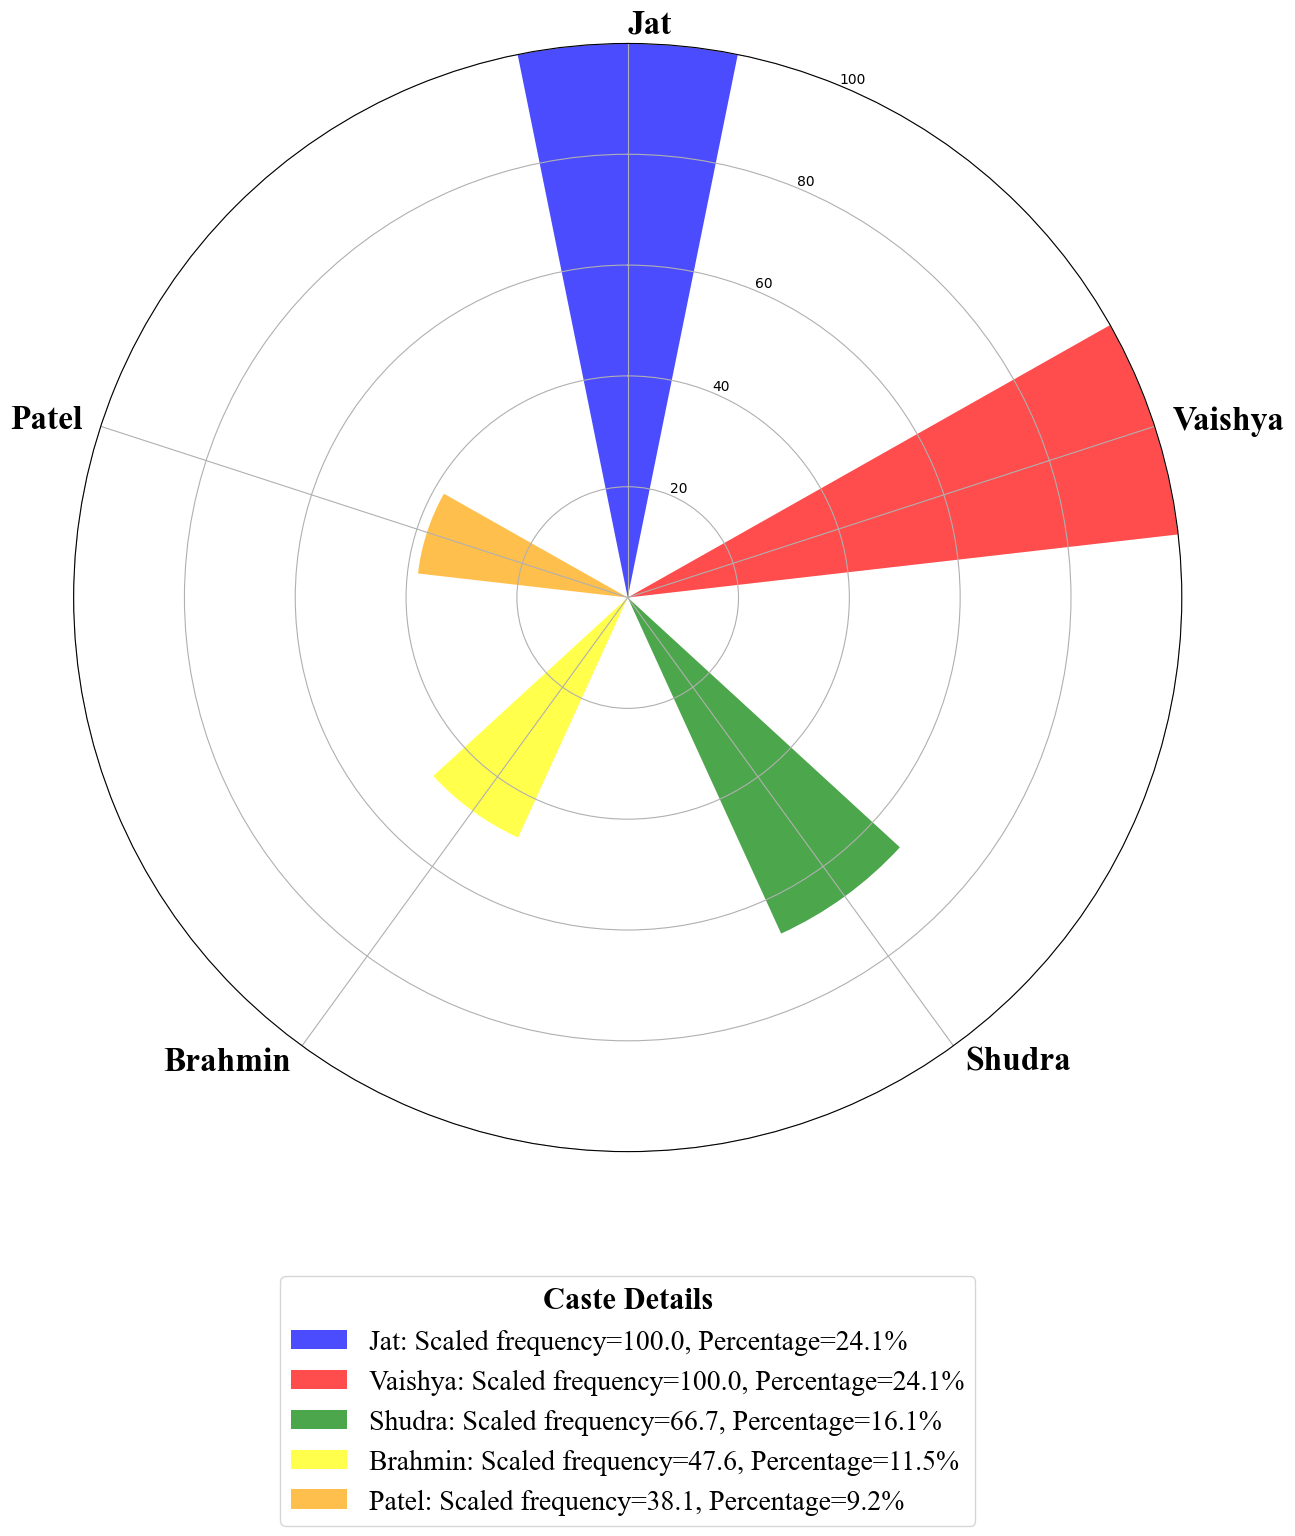 Jat
100
80
60
Vaishya
Patel
40
20
Brahmin
Shudra
Caste Details
Jat: Scaled frequency=100.0, Percentage=24.1%
Vaishya: Scaled frequency=100.0, Percentage=24.1%
Shudra: Scaled frequency=66.7, Percentage=16.1%
Brahmin: Scaled frequency=47.6, Percentage=11.5%
Patel: Scaled frequency=38.1, Percentage=9.2%